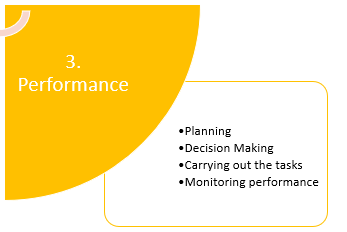 3.
Performance
•Planning
•Decision Making
•Carrying out the tasks
•Monitoring performance